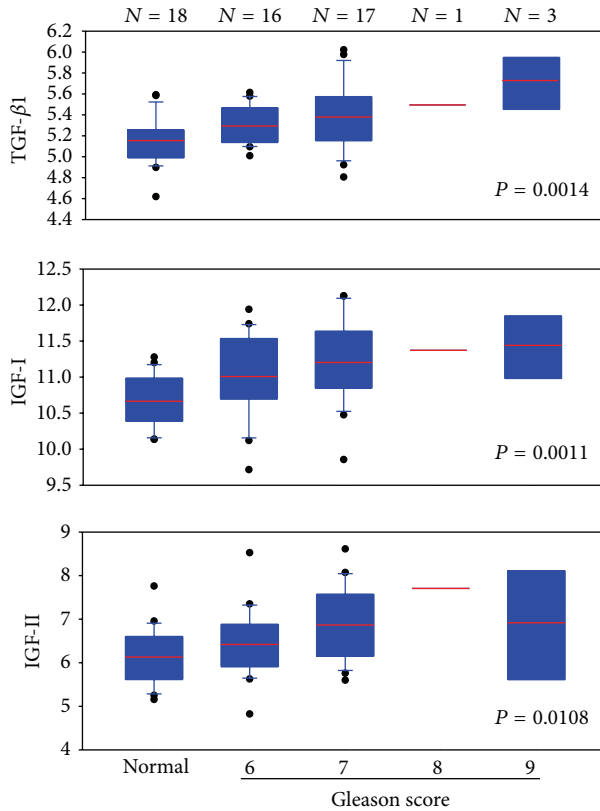 N = 18 N = 16 N = 17 N = 1 N = 3
6.2
6.0
5.8
5.6
5.4
5.2
5.0
4.8
4.6
4.4
TGF-β1
P = 0.0014
12.5
12.0
11.5
11.0
10.5
10.0
9.5
IGF-I
P = 0.0011
9
8
7
6
5
4
IGF-II
P = 0.0108
Normal 6 7 8 9
Gleason score